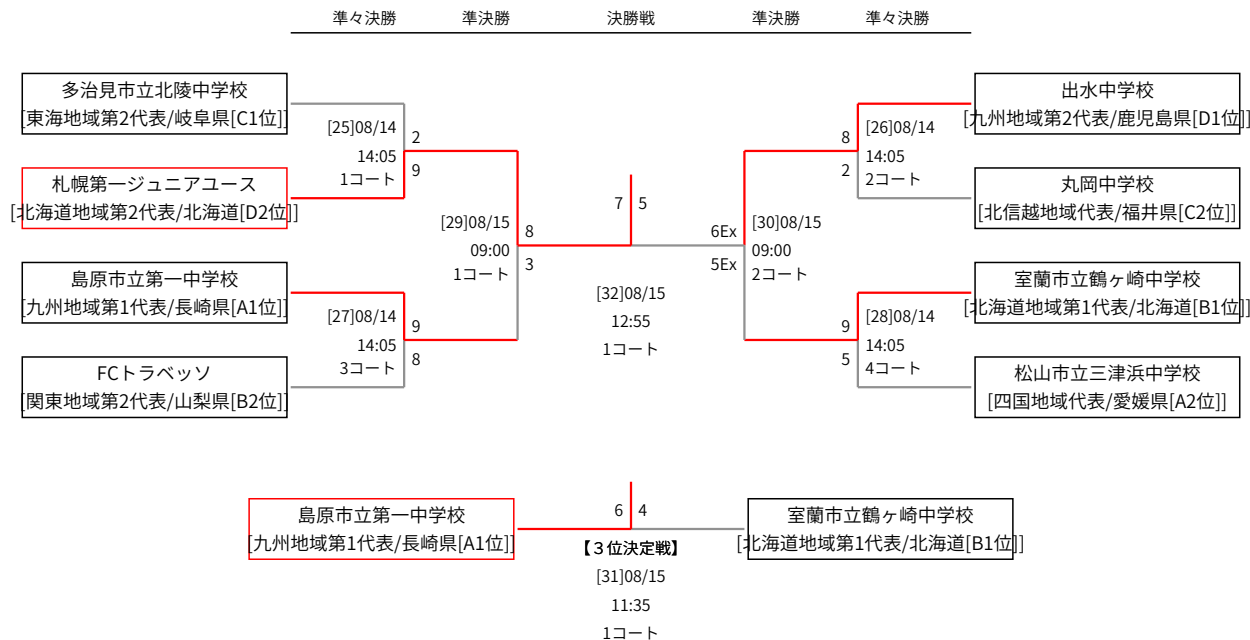 準々決勝 準決勝 決勝戦 準決勝 準々決勝
多治見市立北陵中学校
[東海地域第2代表/岐阜県[C1位]]
札幌第一ジュニアユース
[北海道地域第2代表/北海道[D2位]]
[25]08/14
14:05
1コート
2
9
島原市立第一中学校
[九州地域第1代表/長崎県[A1位]]
FCトラベッソ
[関東地域第2代表/山梨県[B2位]]
[27]08/14
14:05
3コート
9
8
[29]08/15
09:00
1コート
8
3
7 5
[32]08/15
12:55
1コート
6Ex
5Ex
[30]08/15
09:00
2コート
8
2
[26]08/14
14:05
2コート
出水中学校
[九州地域第2代表/鹿児島県[D1位]]
丸岡中学校
[北信越地域代表/福井県[C2位]]
9
5
[28]08/14
14:05
4コート
室蘭市立鶴ヶ崎中学校
[北海道地域第1代表/北海道[B1位]]
松山市立三津浜中学校
[四国地域代表/愛媛県[A2位]]
島原市立第一中学校
[九州地域第1代表/長崎県[A1位]]
6 4
【３位決定戦】
[31]08/15
11:35
1コート
室蘭市立鶴ヶ崎中学校
[北海道地域第1代表/北海道[B1位]]